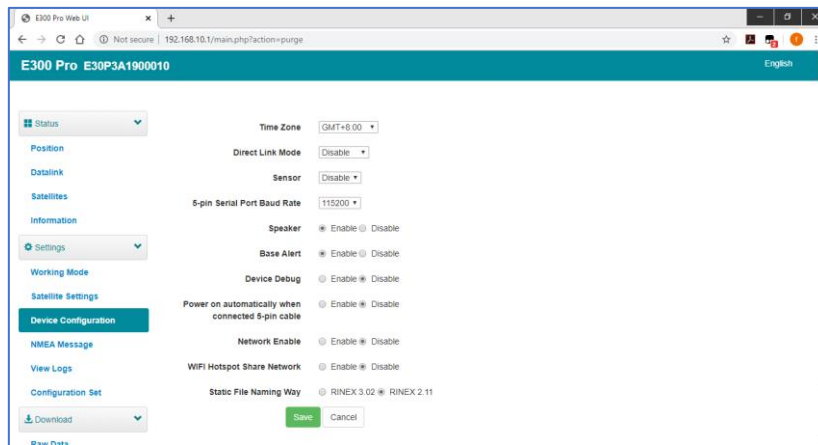 E300 Pro Web UI
Not secure | 192.168.10.1/main.php?action=purge
E300 Pro E30P3A1900010
English
Status
Position
Datalink
Satellites
Information
Settings
Working Mode
Satellite Settings
Device Configuration
NMEA Message
View Logs
Configuration Set
Download
Raw Data
Time Zone GMT+8:00
Direct Link Mode Disable
Sensor Disable
5-pin Serial Port Baud Rate 115200
Speaker Enable Disable
Base Alert Enable Disable
Device Debug Enable Disable
Power on automatically when
connected 5-pin cable Enable Disable
Network Enable Enable Disable
WIFI Hotspot Share Network Enable Disable
Static File Naming Way RINEX 3.02 RINEX 2.11
Save Cancel